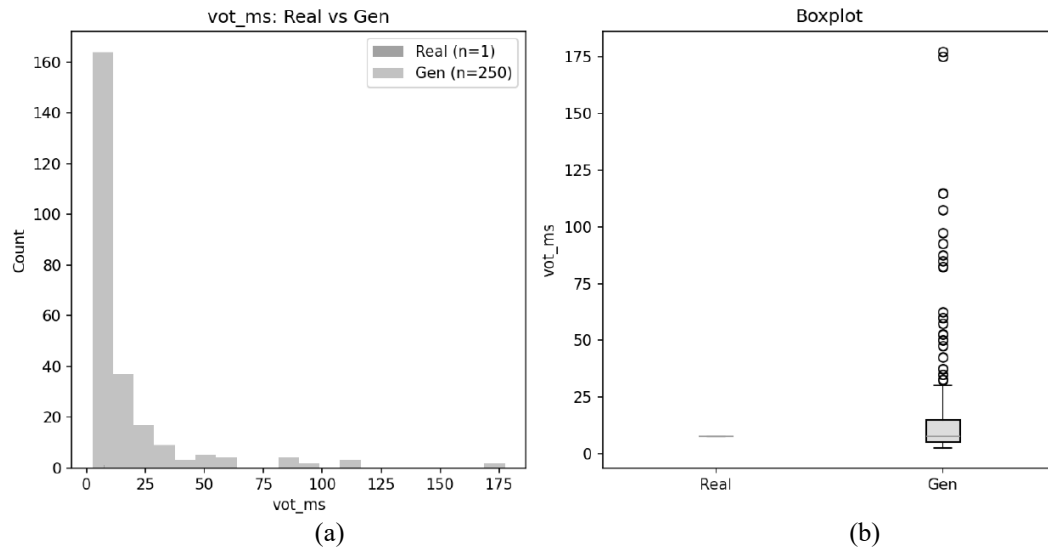 vot_ms: Real vs Gen
Real (n=1)
Gen (n=250)
160
140
120
100
80
60
40
20
0
Count
0 25 50 75 100 125 150 175
vot_ms
(a)
Boxplot
175
150
125
100
75
50
25
0
vot_ms
Real Gen
(b)